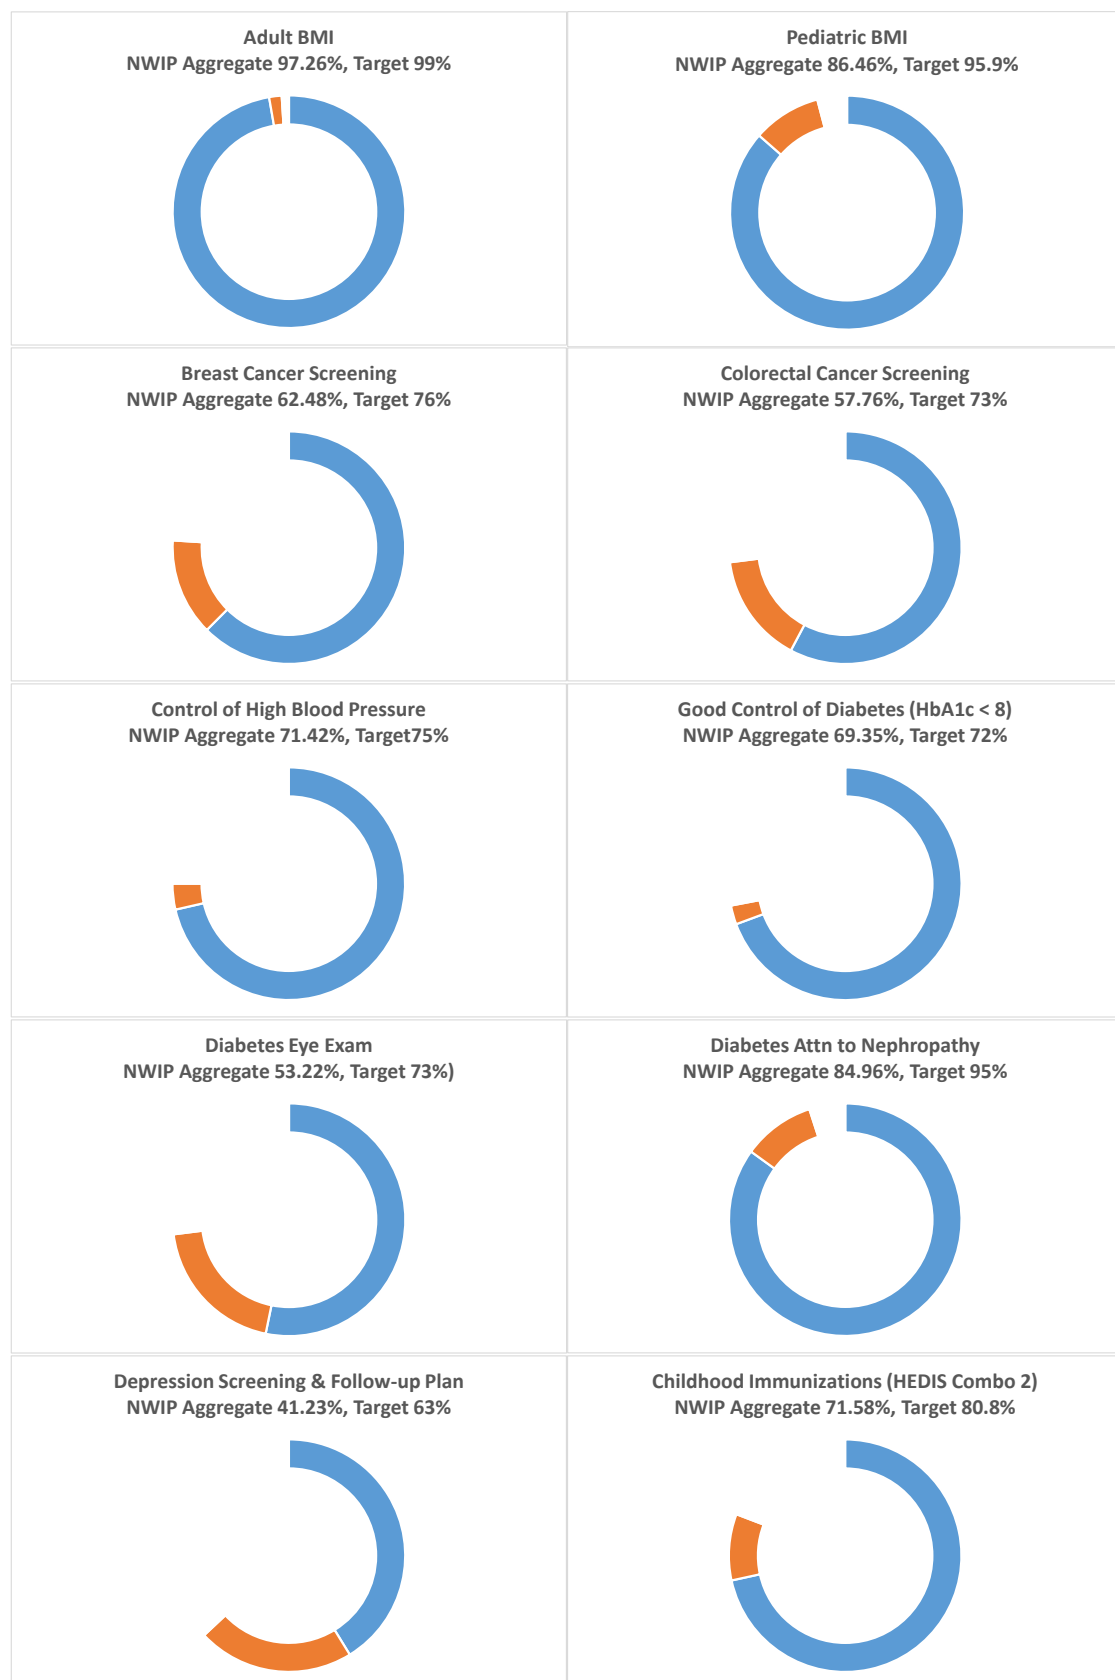 Adult BMI
NWIP Aggregate 97.26%, Target 99%
Pediatric BMI
NWIP Aggregate 86.46%, Target 95.9%
Breast Cancer Screening
NWIP Aggregate 62.48%, Target 76%
Colorectal Cancer Screening
NWIP Aggregate 57.76%, Target 73%
Control of High Blood Pressure
NWIP Aggregate 71.42%, Target75%
Good Control of Diabetes (HbA1c < 8)
NWIP Aggregate 69.35%, Target 72%
Diabetes Eye Exam
NWIP Aggregate 53.22%, Target 73%)
Diabetes Attn to Nephropathy
NWIP Aggregate 84.96%, Target 95%
Depression Screening & Follow-up Plan
NWIP Aggregate 41.23%, Target 63%
Childhood Immunizations (HEDIS Combo 2)
NWIP Aggregate 71.58%, Target 80.8%